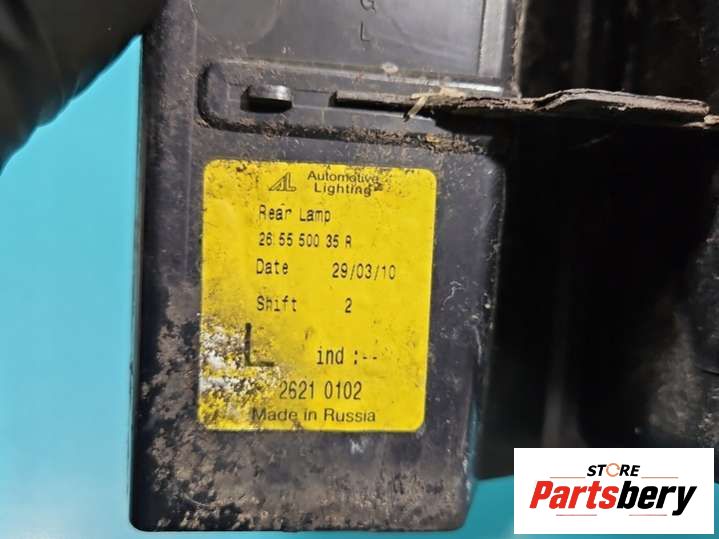 G
L
AL Automotive
Lighting
Rear Lamp
26 55 500 35 R
Date 29/03/10
Shift 2
L ind :--
2621 0102
Made in Russia
STORE
Partsbery